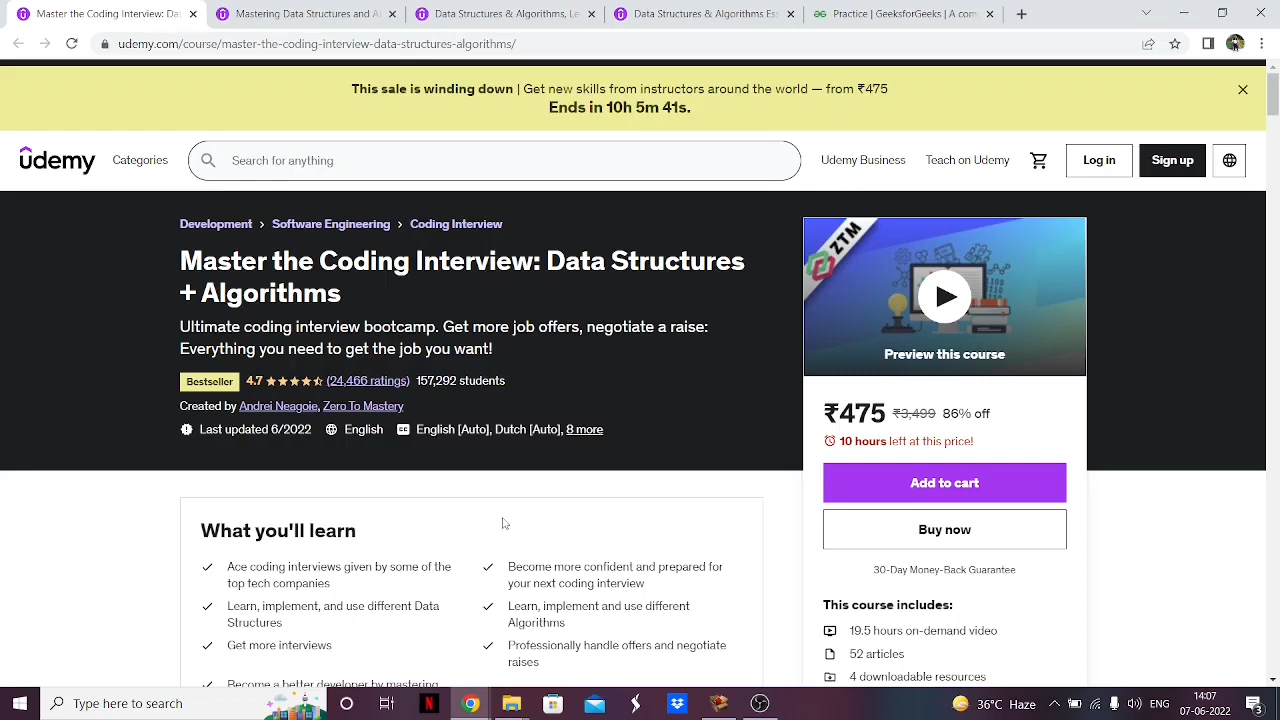 Master the Coding Interview: Dat
Mastering Data Structures and Al
Data Structures & Algorithms, Le
Data Structures & Algorithms Ess
Practice | GeeksforGeeks | A com
udemy.com/course/master-the-coding-interview-data-structures-algorithms/
This sale is winding down | Get new skills from instructors around the world — from ₹475
Ends in 10h 5m 41s.
udemy
Categories
Search for anything
Udemy Business
Teach on Udemy
Log in
Sign up
Development > Software Engineering > Coding Interview
Master the Coding Interview: Data Structures
+ Algorithms
Ultimate coding interview bootcamp. Get more job offers, negotiate a raise:
Everything you need to get the job you want!
Bestseller 4.7 (24,466 ratings) 157,292 students
Created by Andrei Neagoie, Zero To Mastery
Last updated 6/2022 English English [Auto], Dutch [Auto], 8 more
ZTM
Preview this course
₹475 ₹3,499 86% off
10 hours left at this price!
Add to cart
Buy now
30-Day Money-Back Guarantee
This course includes:
19.5 hours on-demand video
52 articles
4 downloadable resources
What you'll learn
Ace coding interviews given by some of the
top tech companies
Become more confident and prepared for
your next coding interview
Learn, implement, and use different Data
Structures
Learn, implement and use different
Algorithms
Get more interviews
Professionally handle offers and negotiate
raises
Become a better developer by mastering
Type here to search
N
38°C Haze
14:07
07-06-2022
3